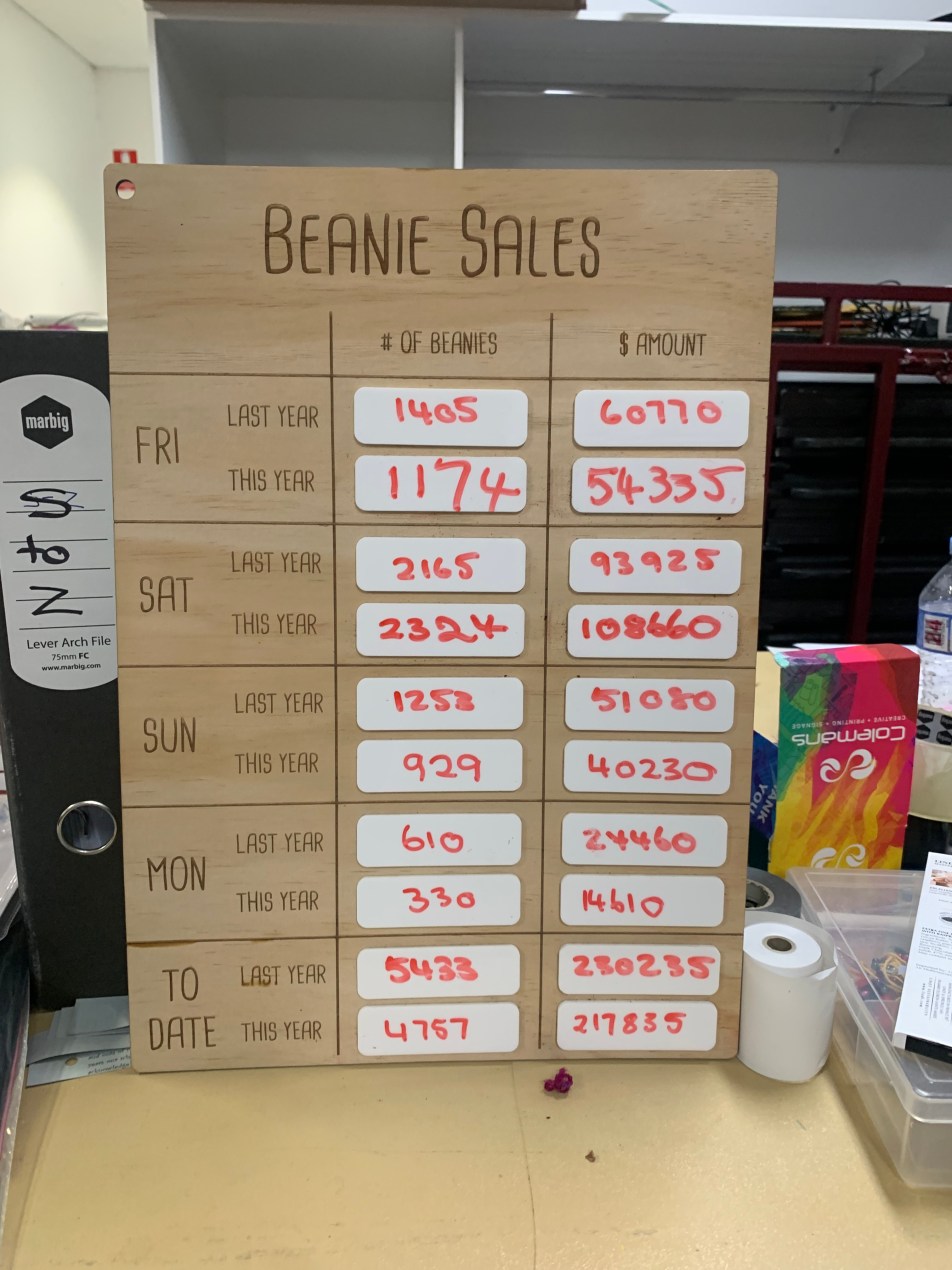 BEANIE SALES
# OF BEANIES $ AMOUNT
FRI
LAST YEAR 1405 60770
THIS YEAR 1174 54335
SAT
LAST YEAR 2165 93925
THIS YEAR 2324 108660
SUN
LAST YEAR 1253 51080
THIS YEAR 929 40230
MON
LAST YEAR 610 24460
THIS YEAR 330 14610
TO DATE
LAST YEAR 5433 230235
THIS YEAR 4757 217835
marbig
S
to
Z
Lever Arch File
75mm FC
www.marbig.com
Colemans
CREATIVE • PRINTING • SIGNAGE